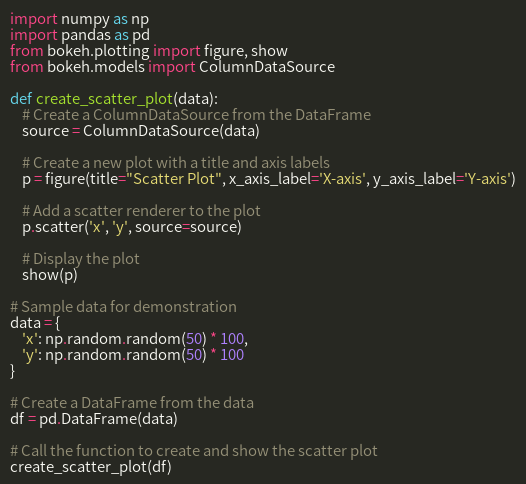 import numpy as np
import pandas as pd
from bokeh.plotting import figure, show
from bokeh.models import ColumnDataSource

def create_scatter_plot(data):
    # Create a ColumnDataSource from the DataFrame
    source = ColumnDataSource(data)

    # Create a new plot with a title and axis labels
    p = figure(title="Scatter Plot", x_axis_label='X-axis', y_axis_label='Y-axis')

    # Add a scatter renderer to the plot
    p.scatter('x', 'y', source=source)

    # Display the plot
    show(p)

# Sample data for demonstration
data = {
    'x': np.random.random(50) * 100,
    'y': np.random.random(50) * 100
}

# Create a DataFrame from the data
df = pd.DataFrame(data)

# Call the function to create and show the scatter plot
create_scatter_plot(df)